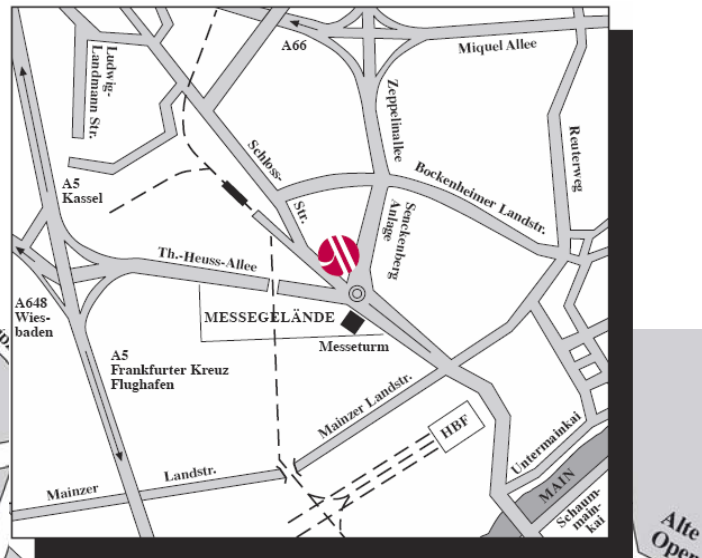 A66
Miquel Allee
Ludwig-
Landmann Str.
Zeppelinallee
Reuterweg
Schloss-
Str.
Bockenheimer Landstr.
A5
Kassel
Senckenberg
Anlage
Th.-Heuss-Allee
A648
Wies-
baden
MESSEGELÄNDE
Messeturm
A5
Frankfurter Kreuz
Flughafen
Mainzer Landstr.
HBF
Untermainkai
Mainzer
Landstr.
MAIN
Schaum-
main-
kai
Alte